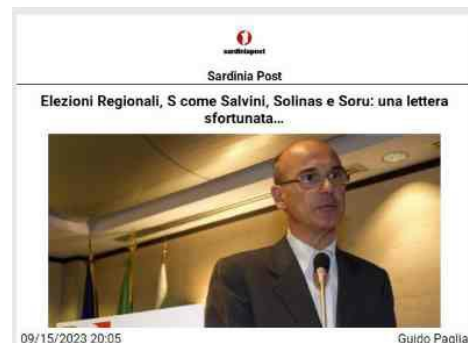 sardiniapost
Sardinia Post
Elezioni Regionali, S come Salvini, Solinas e Soru: una lettera
sfortunata…
09/15/2023 20:05 Guido Paglia